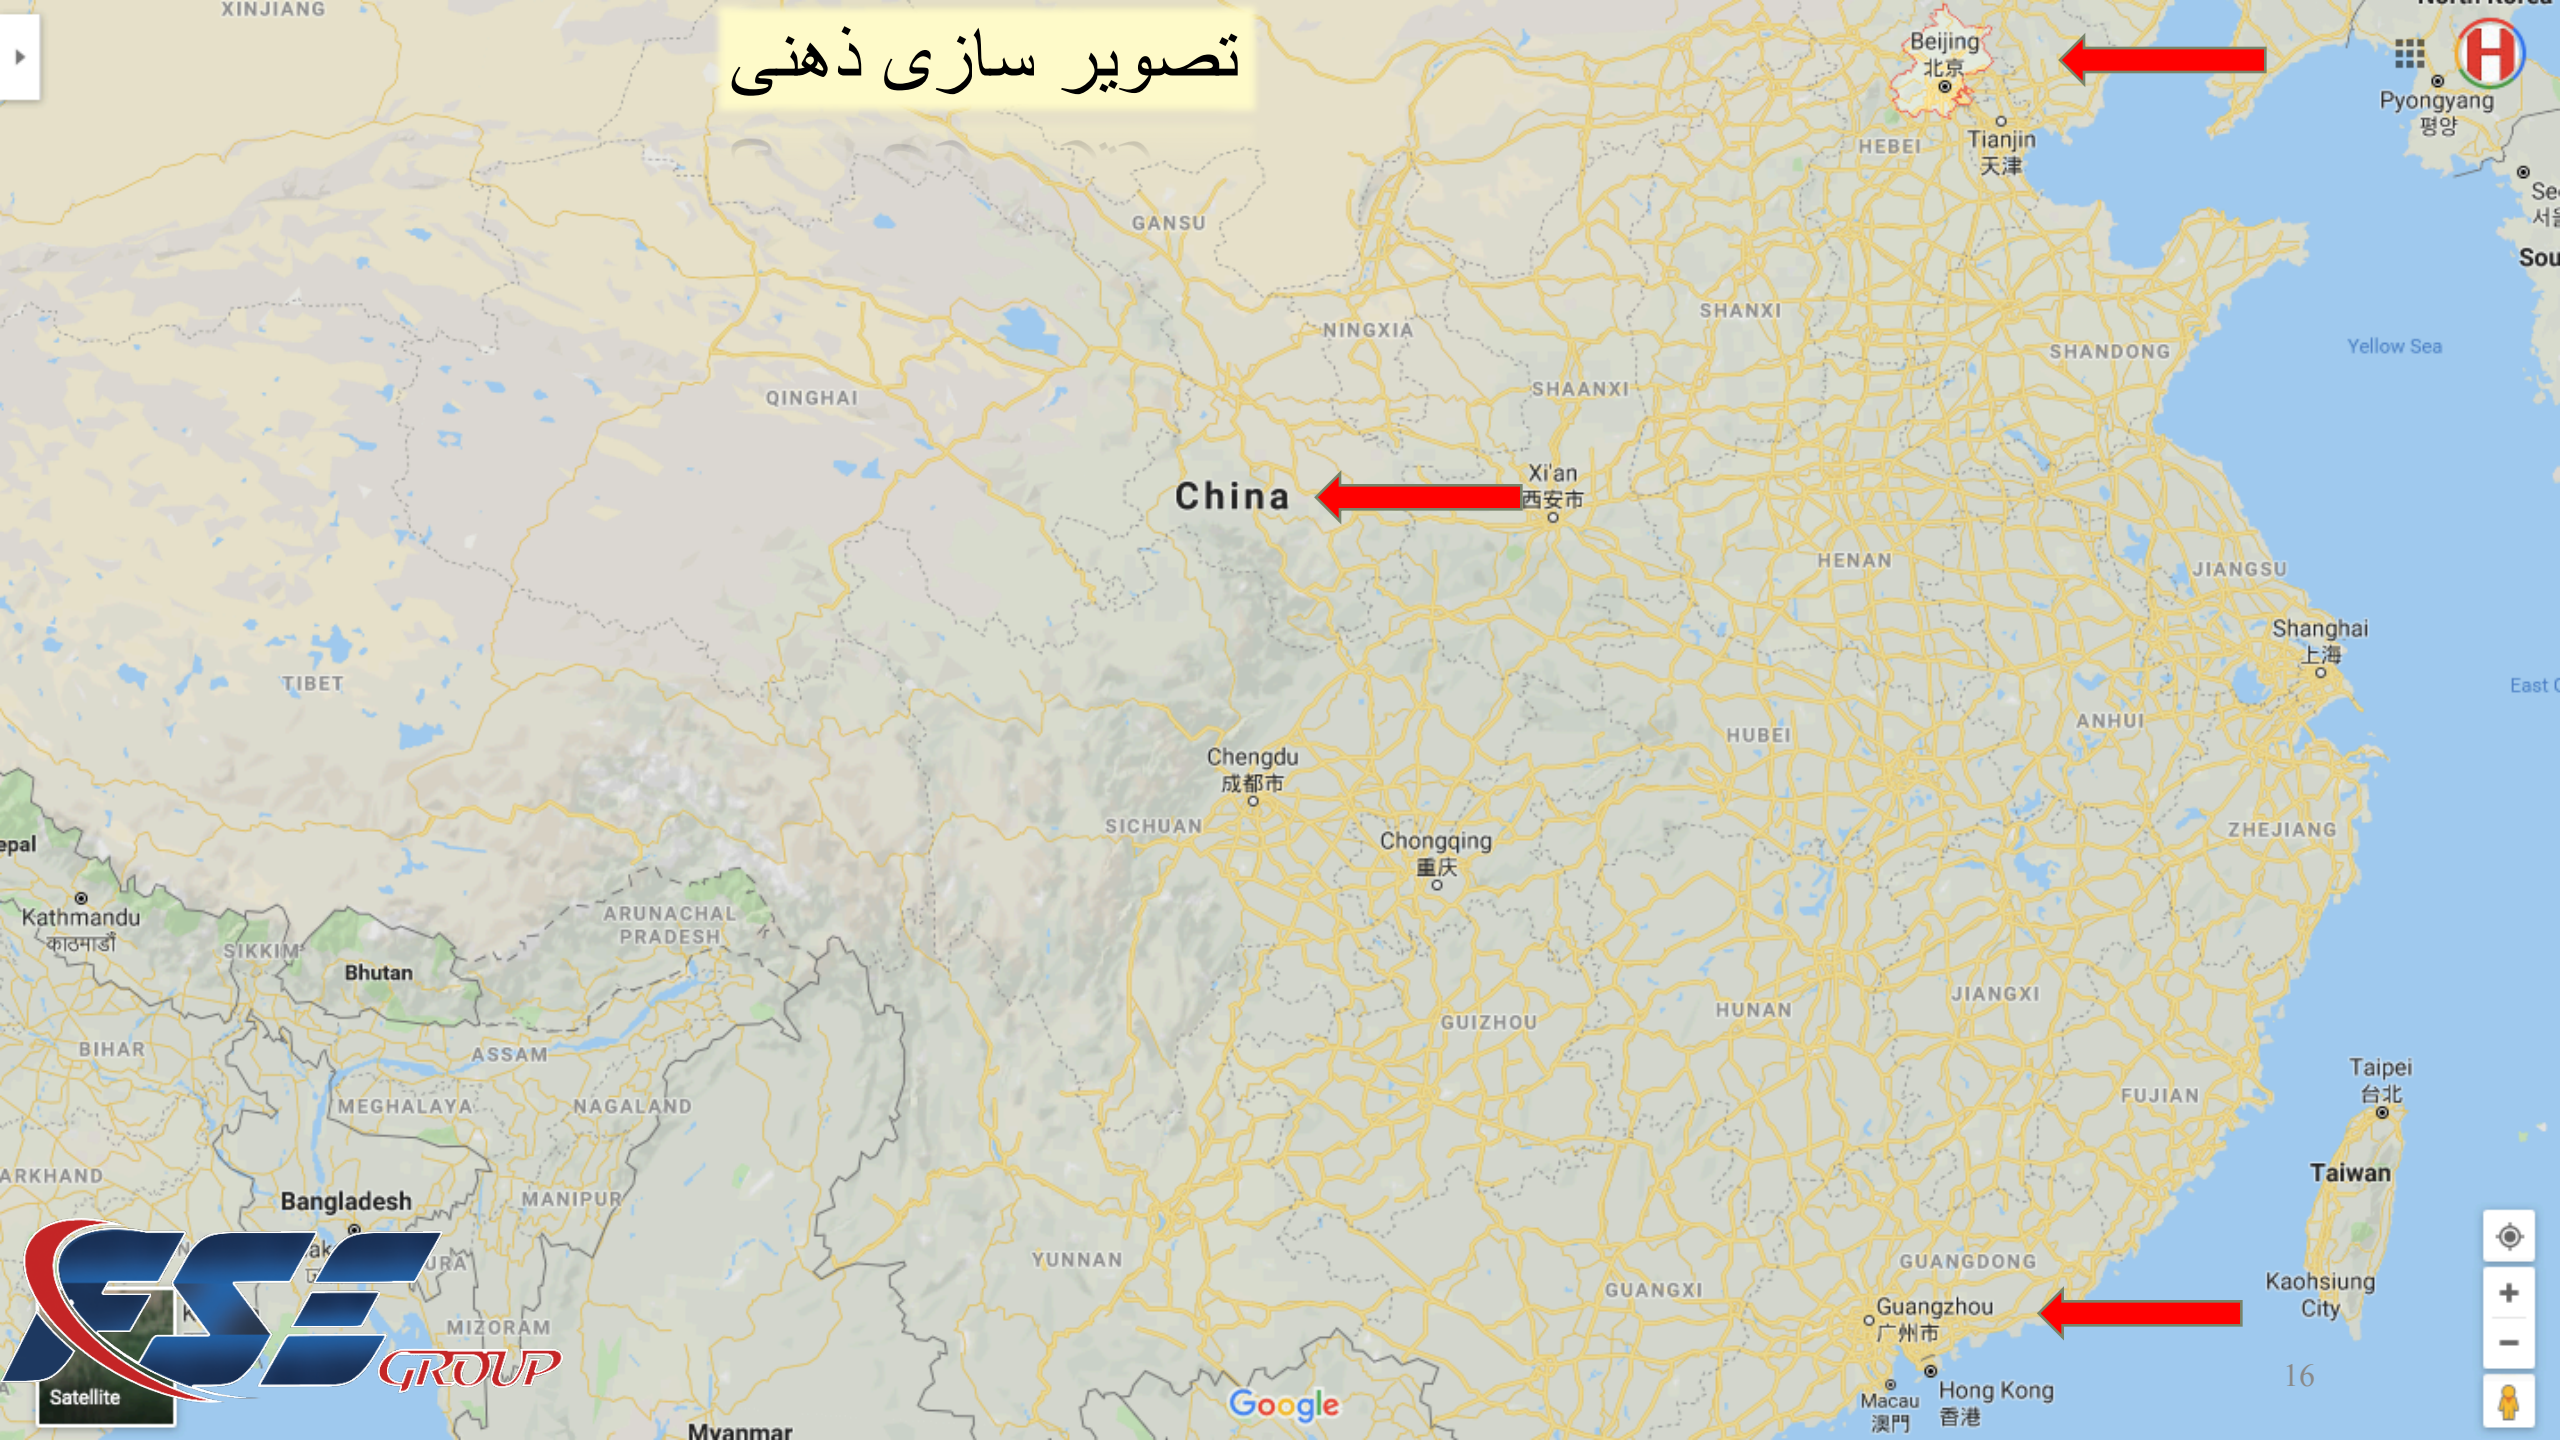 XINJIANG
تصویر سازی ذهنی
Beijing
北京
Pyongyang
평양
Tianjin
天津
HEBEI
GANSU
SHANXI
NINGXIA
Yellow Sea
SHANDONG
QINGHAI
SHAANXI
Xi'an
西安市
China
HENAN
JIANGSU
Shanghai
上海
TIBET
ANHUI
HUBEI
Chengdu
成都市
SICHUAN
ZHEJIANG
Chongqing
重庆
Kathmandu
काठमाडौं
ARUNACHAL
PRADESH
SIKKIM
Bhutan
JIANGXI
HUNAN
GUIZHOU
BIHAR
ASSAM
Taipei
台北
FUJIAN
MEGHALAYA
NAGALAND
Taiwan
MANIPUR
Bangladesh
YUNNAN
GUANGDONG
GUANGXI
Kaohsiung
City
Guangzhou
广州市
MIZORAM
ESE
GROUP
16
Hong Kong
香港
Macau
澳門
Satellite
Google
Myanmar